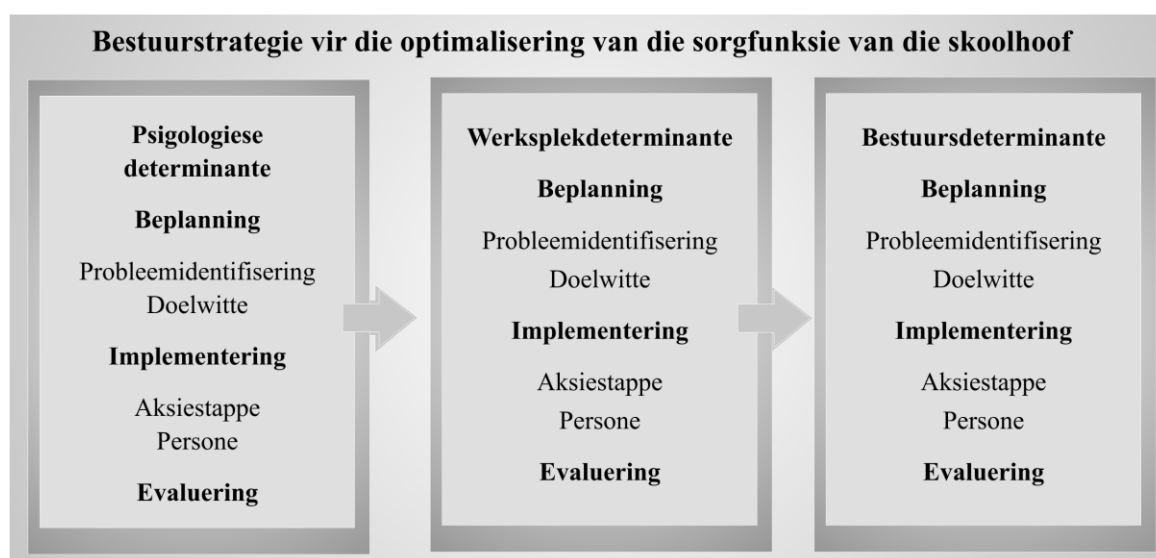 Bestuurstrategie vir die optimalisering van die sorgfunksie van die skoolhoof
Psigologiese
determinante
Beplanning
Probleemidentifisering
Doelwitte
Implementering
Aksiestappe
Persone
Evaluering
Werksplekdeterminante
Beplanning
Probleemidentifisering
Doelwitte
Implementering
Aksiestappe
Persone
Evaluering
Bestuursdeterminante
Beplanning
Probleemidentifisering
Doelwitte
Implementering
Aksiestappe
Persone
Evaluering